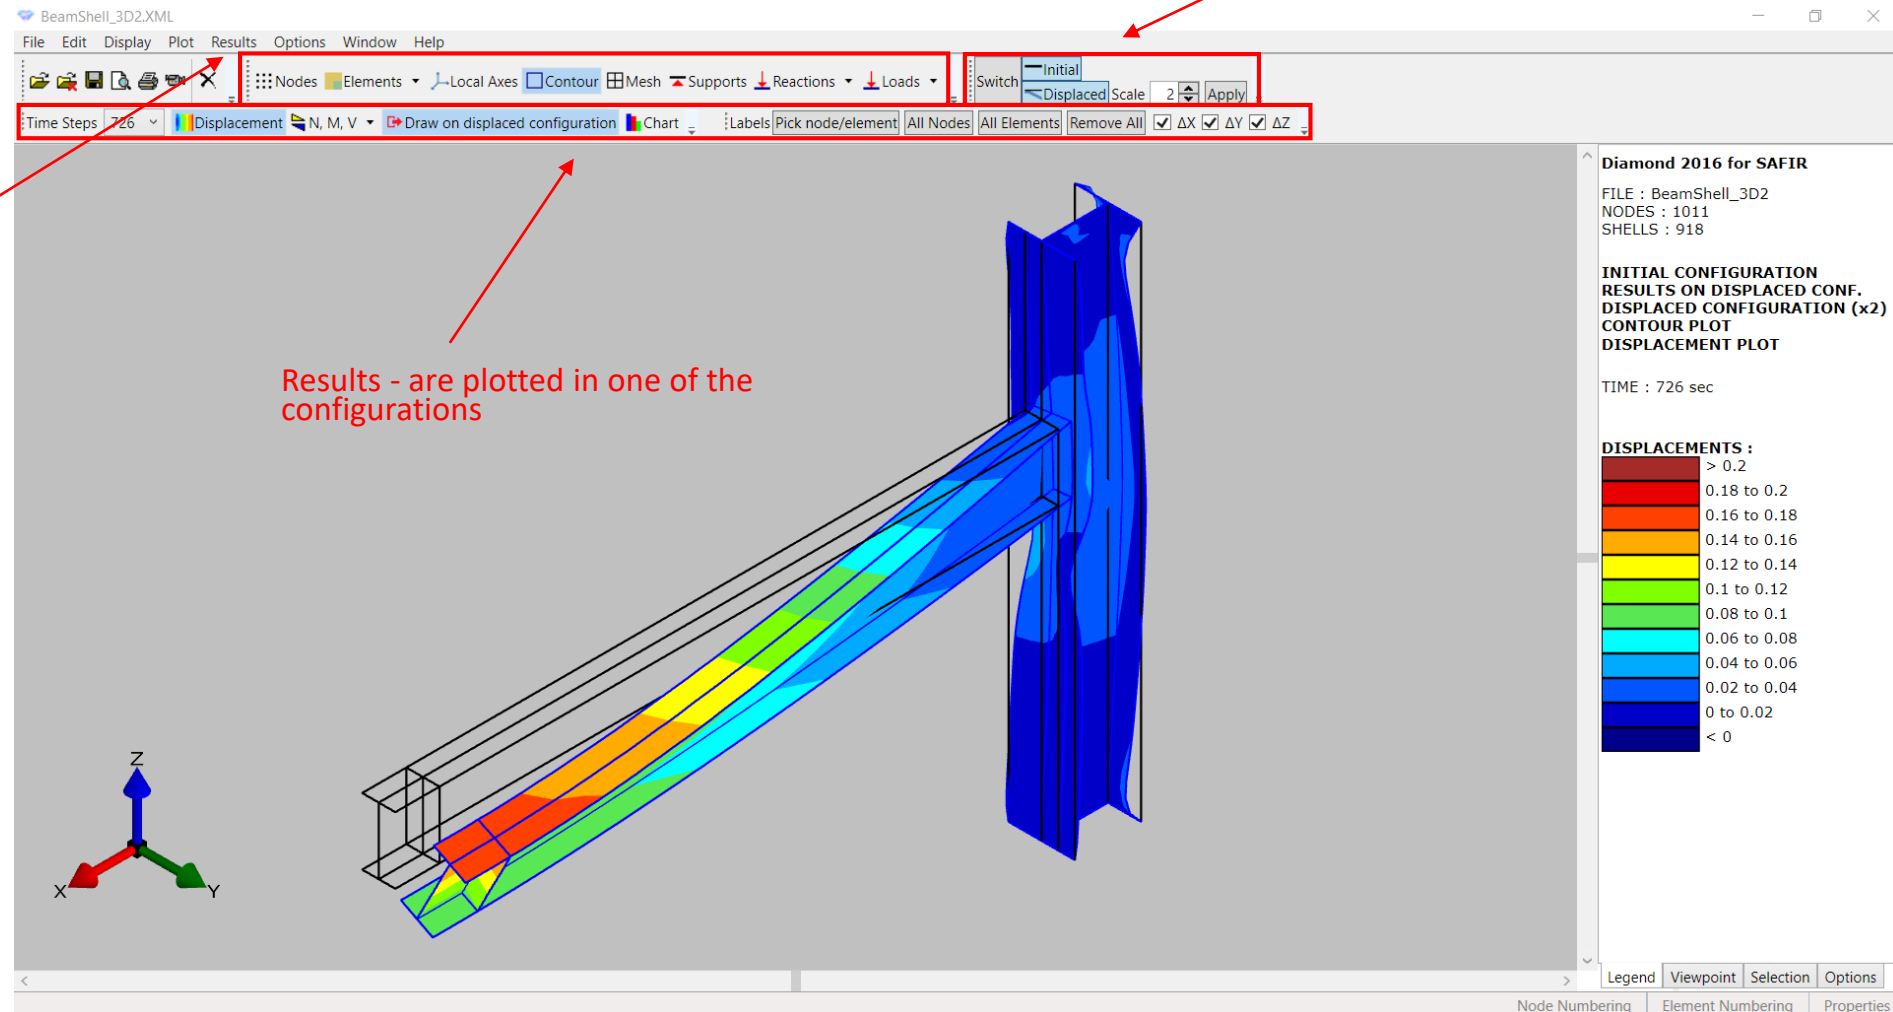 BeamShell_3D2.XML
File Edit Display Plot Results Options Window Help
Nodes Elements Local Axes Contour Mesh Supports Reactions Loads Switch Initial Displaced Scale 2 Apply
Time Steps 726 Displacement N, M, V Draw on displaced configuration Chart Labels Pick node/element All Nodes All Elements Remove All ΔX ΔY ΔZ
Results - are plotted in one of the
configurations
Z
X
Y
Diamond 2016 for SAFIR
FILE : BeamShell_3D2
NODES : 1011
SHELLS : 918
INITIAL CONFIGURATION
RESULTS ON DISPLACED CONF.
DISPLACED CONFIGURATION (x2)
CONTOUR PLOT
DISPLACEMENT PLOT
TIME : 726 sec
DISPLACEMENTS :
> 0.2
0.18 to 0.2
0.16 to 0.18
0.14 to 0.16
0.12 to 0.14
0.1 to 0.12
0.08 to 0.1
0.06 to 0.08
0.04 to 0.06
0.02 to 0.04
0 to 0.02
< 0
Legend Viewpoint Selection Options
Node Numbering Element Numbering Properties